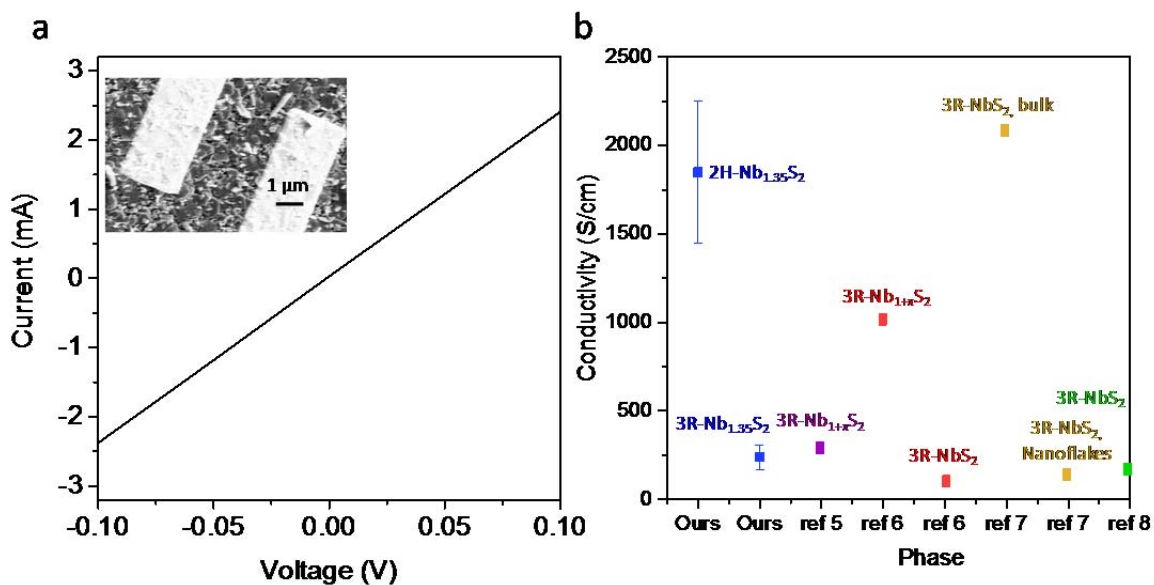 a
Current (mA)
3
2
1
0
-1
-2
-3
1 μm
-0.10
-0.05
0.00
0.05
0.10
Voltage (V)
b
Conductivity (S/cm)
2500
2000
1500
1000
500
0
2H-Nb₁.₃₅S₂
3R-Nb₁.₃₅S₂
3R-Nb₁₊ₓS₂
3R-Nb₁₊ₓS₂
3R-NbS₂
3R-NbS₂, bulk
3R-NbS₂,
Nanoflakes
3R-NbS₂
Ours
Ours
ref 5
ref 6
ref 6
ref 7
ref 7
ref 8
Phase